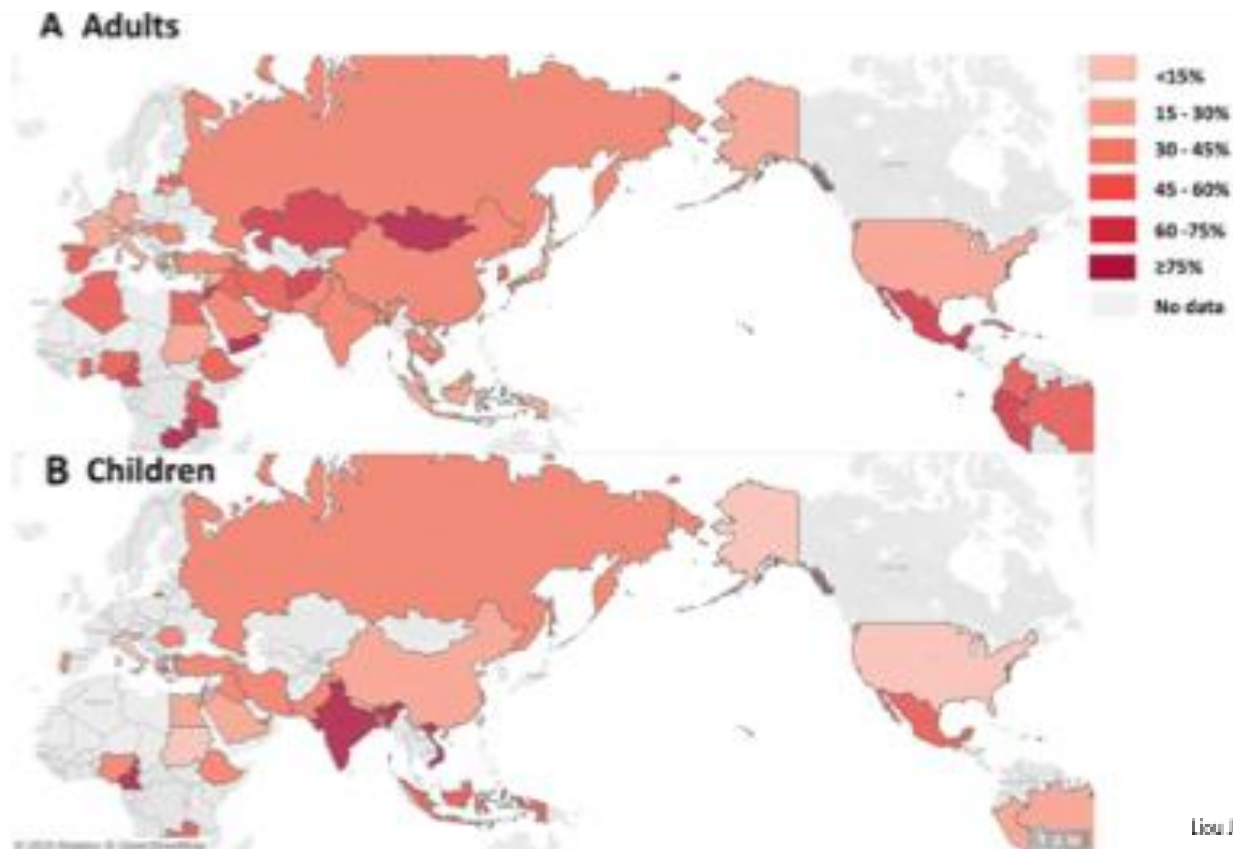 A Adults
<15%
15 - 30%
30 - 45%
45 - 60%
60 -75%
≥75%
No data
B Children
Liou J